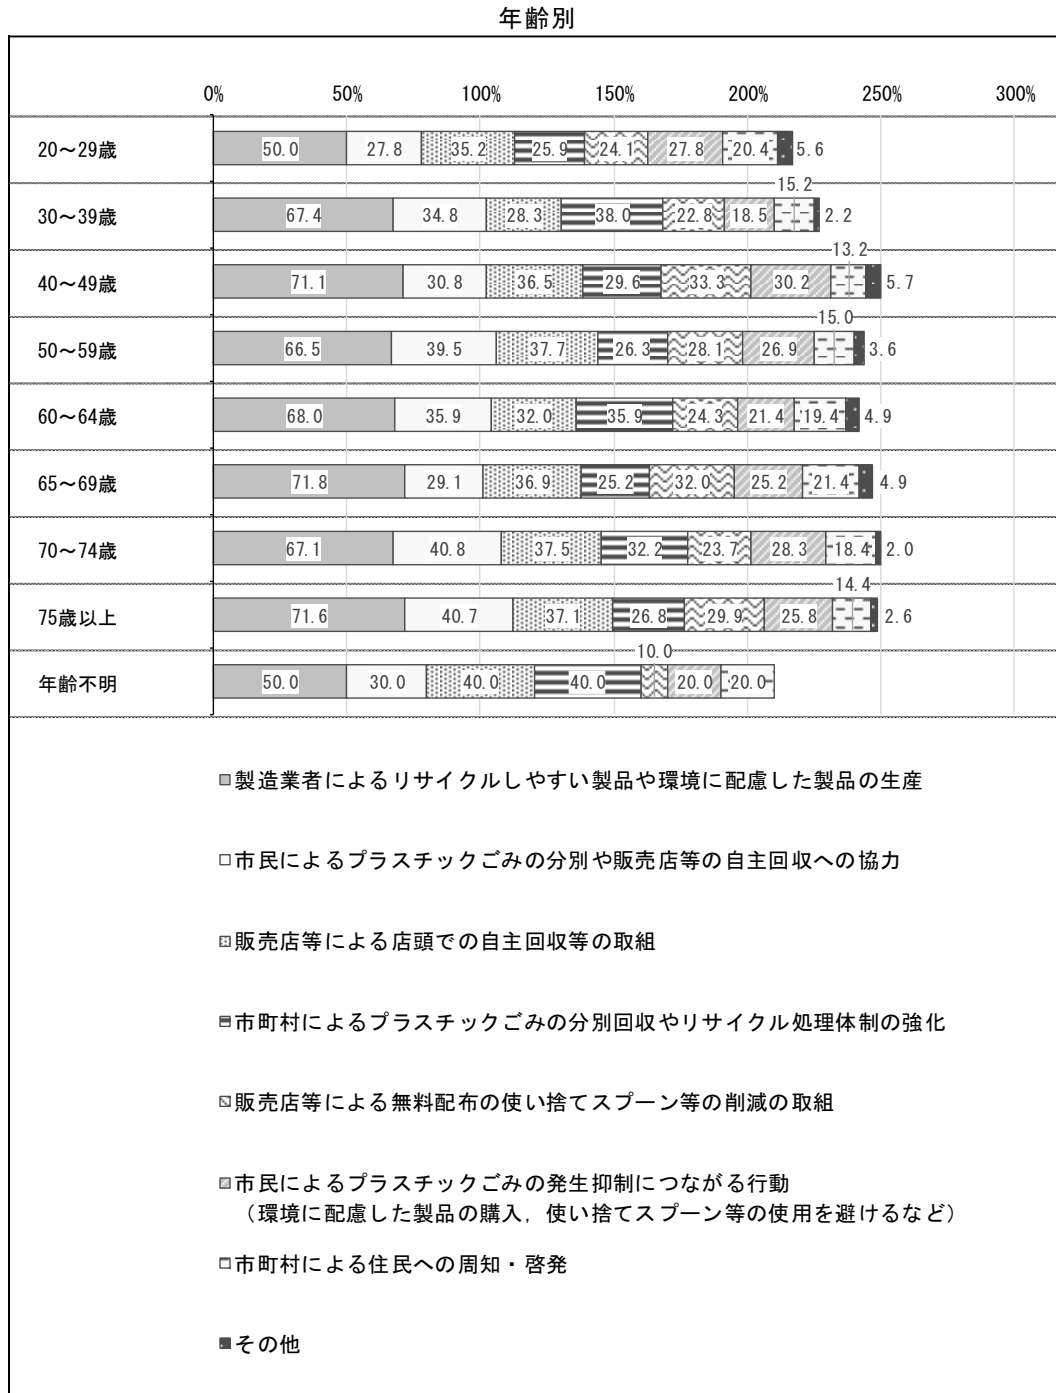 年齢別
0% 50% 100% 150% 200% 250% 300%
20～29歳 50.0 27.8 35.2 25.9 24.1 27.8 20.4 5.6
30～39歳 67.4 34.8 28.3 38.0 22.8 18.5 15.2 2.2
40～49歳 71.1 30.8 36.5 29.6 33.3 30.2 13.2 5.7
50～59歳 66.5 39.5 37.7 26.3 28.1 26.9 15.0 3.6
60～64歳 68.0 35.9 32.0 35.9 24.3 21.4 19.4 4.9
65～69歳 71.8 29.1 36.9 25.2 32.0 25.2 21.4 4.9
70～74歳 67.1 40.8 37.5 32.2 23.7 28.3 18.4 2.0
75歳以上 71.6 40.7 37.1 26.8 29.9 25.8 14.4 2.6
年齢不明 50.0 30.0 40.0 40.0 10.0 20.0 20.0
製造業者によるリサイクルしやすい製品や環境に配慮した製品の生産
市民によるプラスチックごみの分別や販売店等の自主回収への協力
販売店等による店頭での自主回収等の取組
市町村によるプラスチックごみの分別回収やリサイクル処理体制の強化
販売店等による無料配布の使い捨てスプーン等の削減の取組
市民によるプラスチックごみの発生抑制につながる行動
（環境に配慮した製品の購入，使い捨てスプーン等の使用を避けるなど）
市町村による住民への周知・啓発
その他